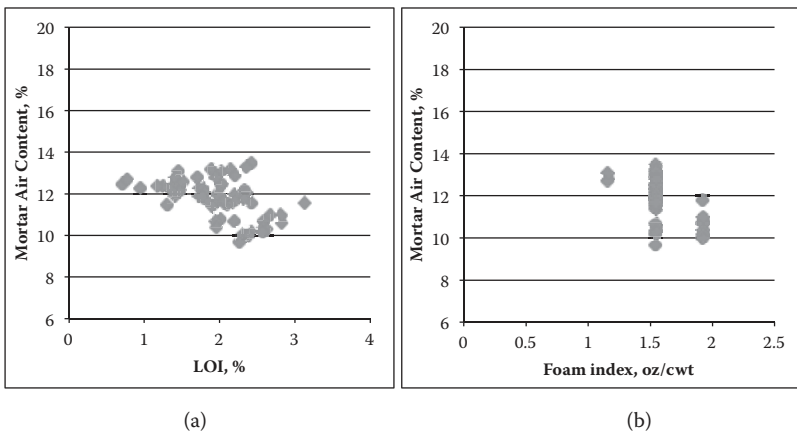 20
18
16
14
12
10
8
6
Mortar Air Content, %
0 1 2 3 4
LOI, %
(a)
20
18
16
14
12
10
8
6
Mortar Air Content, %
0 0.5 1 1.5 2 2.5
Foam index, oz/cwt
(b)